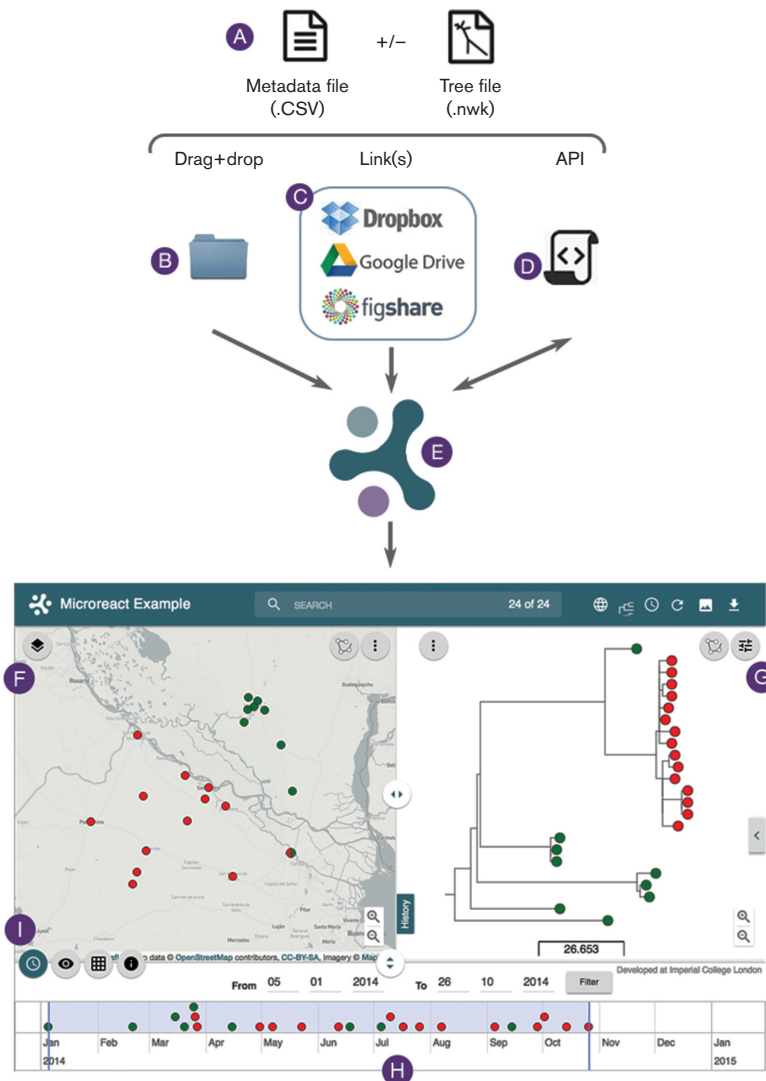 A
+/–
Metadata file
(.CSV)
Tree file
(.nwk)
Drag+drop
Link(s)
API
C
Dropbox
B
Google Drive
D
figshare
E
Microreact Example
SEARCH
24 of 24
F
G
Rosario
History
I
26.653
data © OpenStreetMap contributors, CC-BY-SA, Imagery ©
Developed at Imperial College London
From 05 01 2014 To 26 10 2014 Filter
Jan Feb Mar Apr May Jun Jul Aug Sep Oct Nov Dec Jan
2014 2015
H